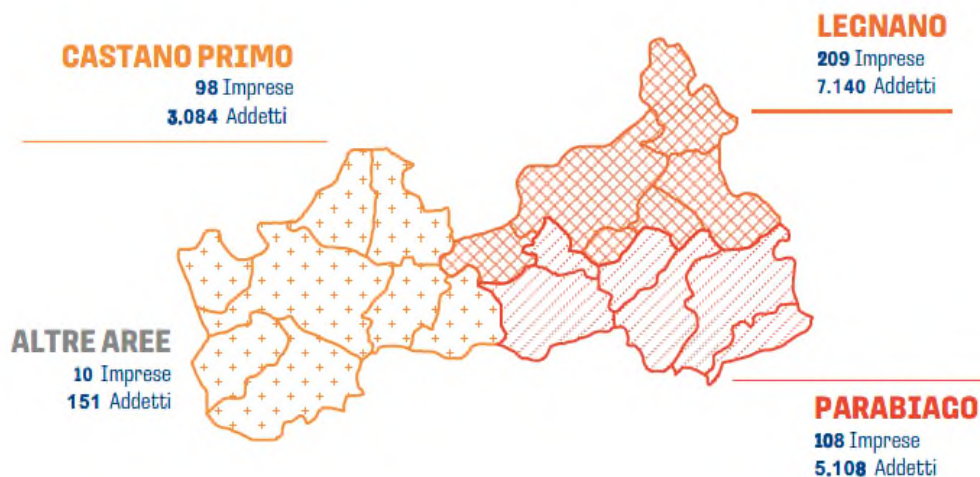 CASTANO PRIMO
98 Imprese
3.084 Addetti
LEGNANO
209 Imprese
7.140 Addetti
ALTRE AREE
10 Imprese
151 Addetti
PARABIAGO
108 Imprese
5.108 Addetti